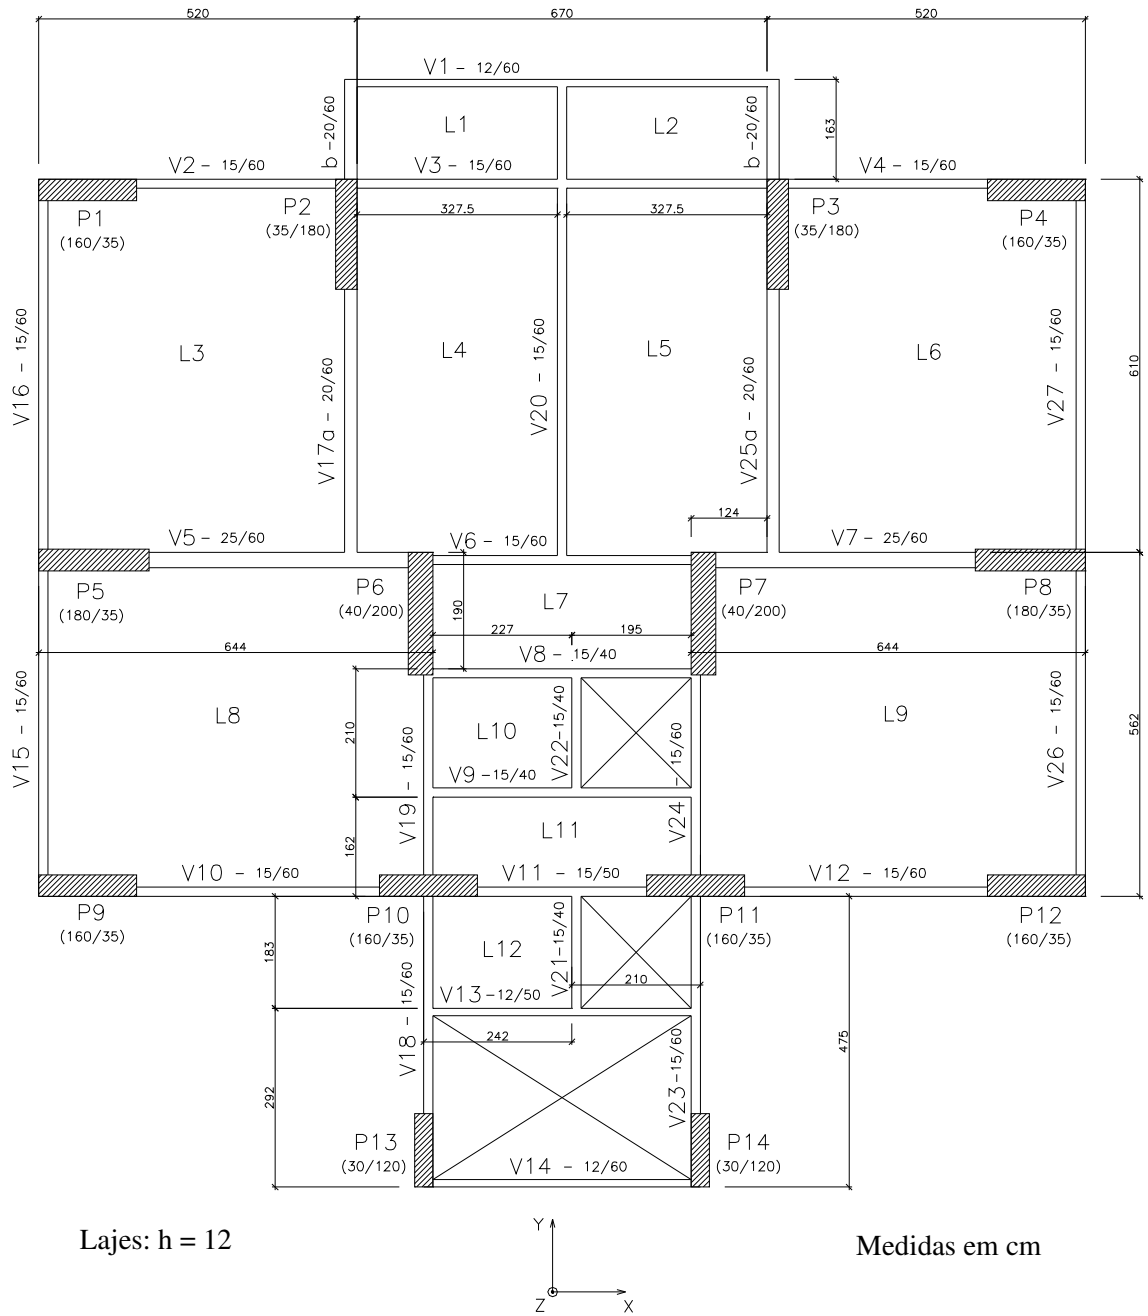 520 670 520
V1 - 12/60
b -20/60
L1
L2
b -20/60
163
V2 - 15/60
V3 - 15/60
V4 - 15/60
P1
(160/35)
P2
(35/180)
327.5
327.5
P3
(35/180)
P4
(160/35)
V16 - 15/60
L3
V17a - 20/60
L4
V20 - 15/60
L5
V25a - 20/60
L6
V27 - 15/60
610
124
V5 - 25/60
V6 - 15/60
V7 - 25/60
P5
(180/35)
P6
(40/200)
190
L7
P7
(40/200)
P8
(180/35)
227
195
644
V8 - 15/40
644
V15 - 15/60
L8
210
V19 - 15/60
L10
V22-15/40
V9 -15/40
V24 - 15/60
L9
V26 - 15/60
562
162
L11
V10 - 15/60
V11 - 15/50
V12 - 15/60
P9
(160/35)
P10
(160/35)
P11
(160/35)
P12
(160/35)
183
L12
V21-15/40
V13 -12/50
210
V18 - 15/60
242
V23-15/60
475
292
P13
(30/120)
P14
(30/120)
V14 - 12/60
Lajes: h = 12
Y
Z X
Medidas em cm